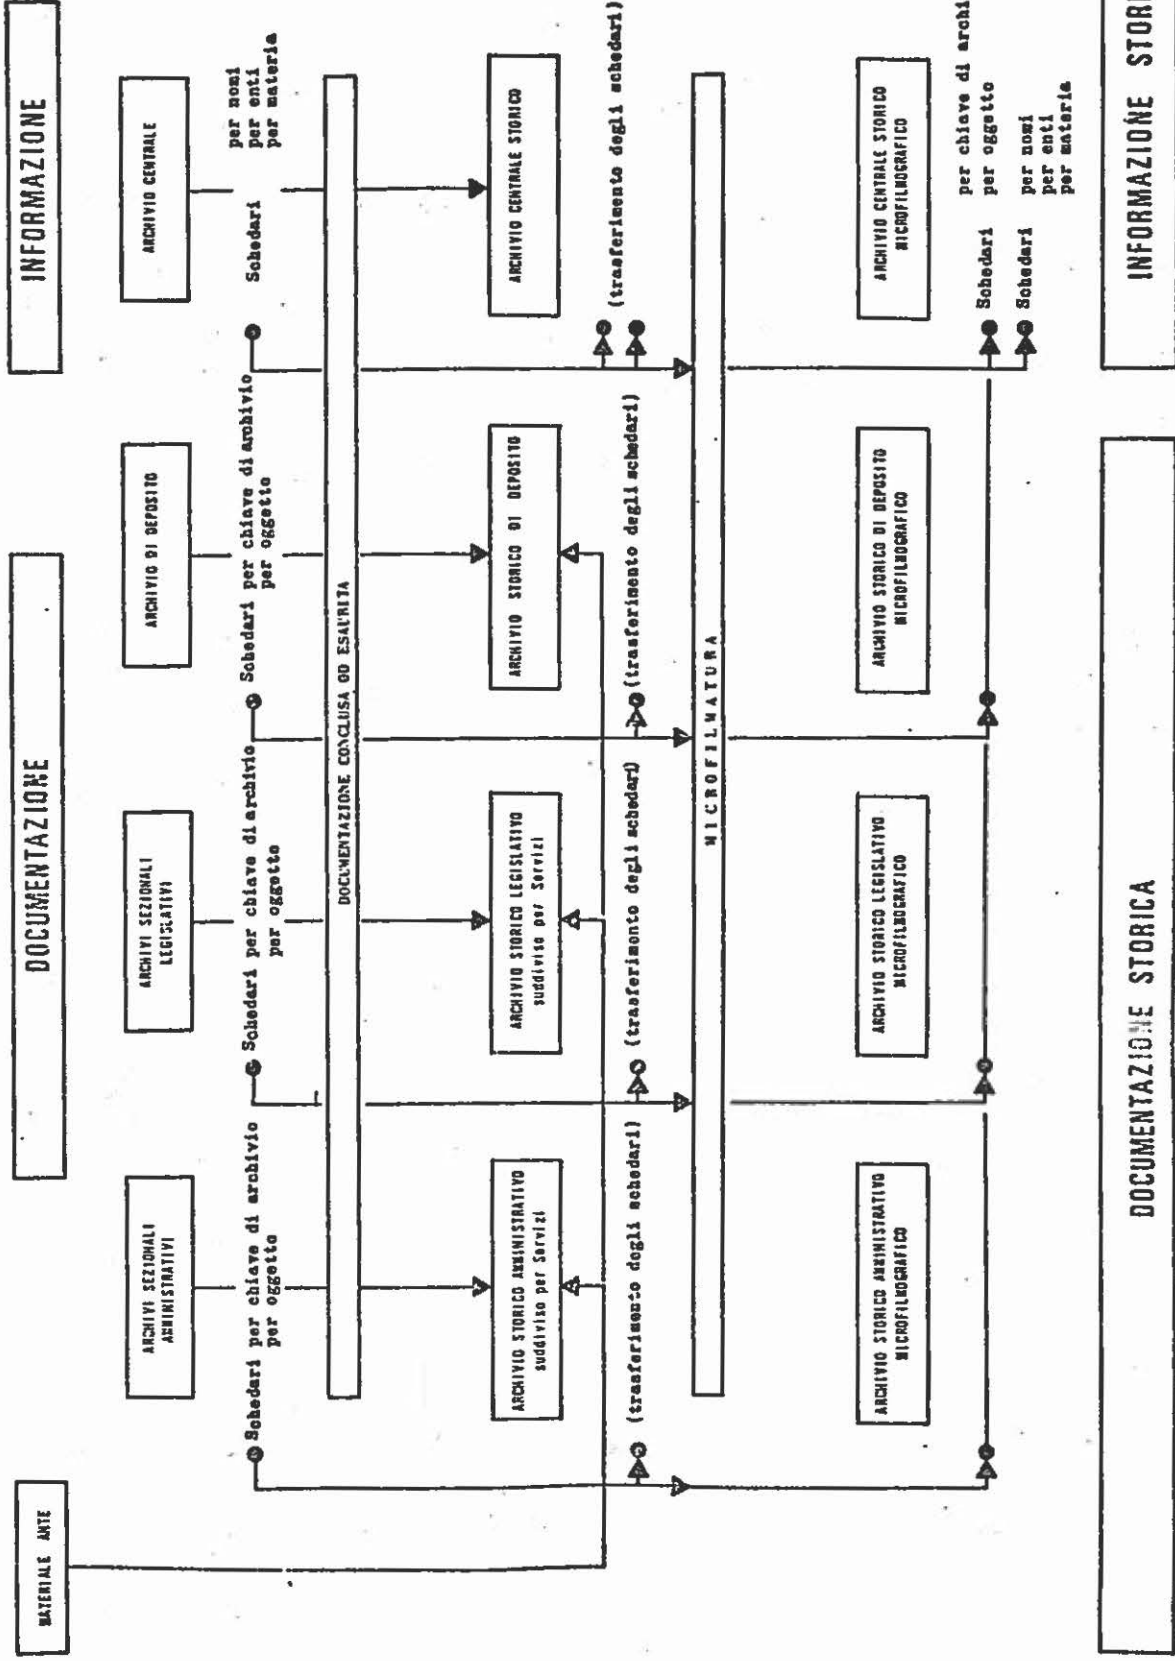 MATERIALE ANTE
DOCUMENTAZIONE
INFORMAZIONE
ARCHIVI SEZIONALI
AMMINISTRATIVI
ARCHIVI SEZIONALI
LEGISLATIVI
ARCHIVIO DI DEPOSITO
ARCHIVIO CENTRALE
Schedari per chiave di archivio
per oggetto
Schedari per chiave di archivio
per oggetto
Schedari per chiave di archivio
per oggetto
Schedari
per nomi
per enti
per materia
DOCUMENTAZIONE CONCLUSA OD ESAURITA
ARCHIVIO STORICO AMMINISTRATIVO
suddiviso per Servizi
ARCHIVIO STORICO LEGISLATIVO
suddiviso per Servizi
ARCHIVIO STORICO DI DEPOSITO
ARCHIVIO CENTRALE STORICO
(trasferimento degli schedari)
(trasferimento degli schedari)
(trasferimento degli schedari)
(trasferimento degli schedari)
MICROFILMATURA
ARCHIVIO STORICO AMMINISTRATIVO
MICROFILMOGRAFICO
ARCHIVIO STORICO LEGISLATIVO
MICROFILMOGRAFICO
ARCHIVIO STORICO DI DEPOSITO
MICROFILMOGRAFICO
ARCHIVIO CENTRALE STORICO
MICROFILMOGRAFICO
Schedari per chiave di archi
per oggetto
Schedari per nomi
per enti
per materia
DOCUMENTAZIONE STORICA
INFORMAZIONE STORI